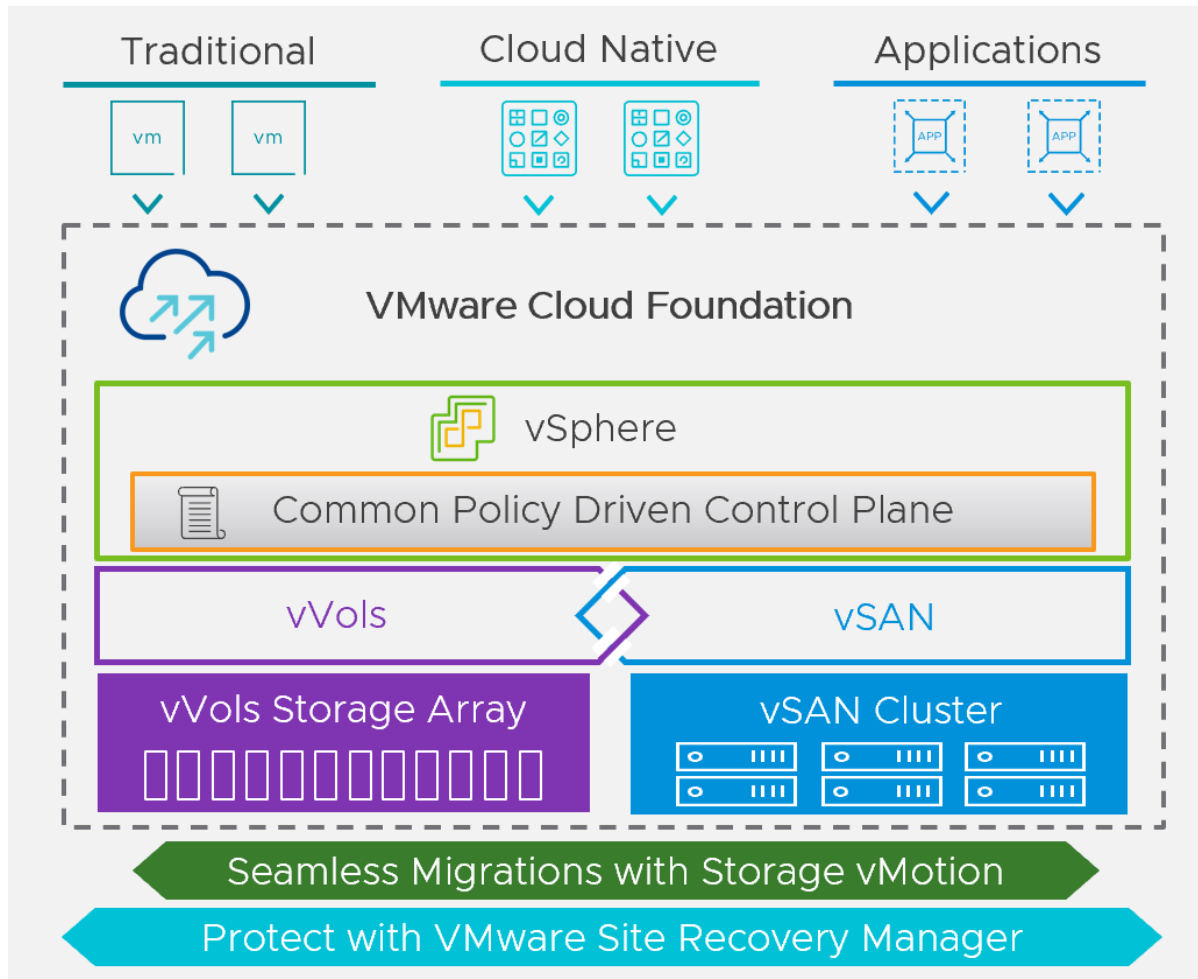 Traditional
Cloud Native
Applications
vm
vm
APP
APP
VMware Cloud Foundation
vSphere
Common Policy Driven Control Plane
vVols
vSAN
vVols Storage Array
vSAN Cluster
Seamless Migrations with Storage vMotion
Protect with VMware Site Recovery Manager